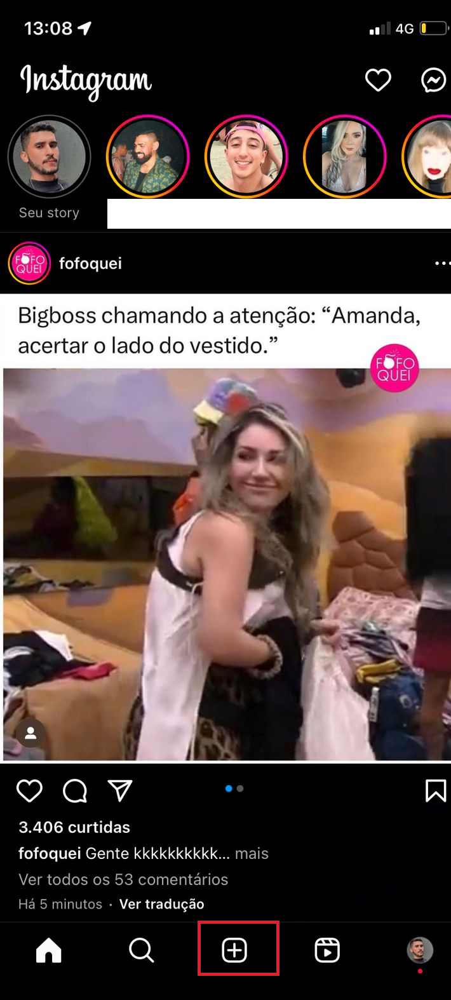 13:08
4G
Instagram
Seu story
FOFO
QUEI
fofoquei
Bigboss chamando a atenção: “Amanda,
acertar o lado do vestido.”
FOFO
QUEI
3.406 curtidas
fofoquei Gente kkkkkkkkkk... mais
Ver todos os 53 comentários
Há 5 minutos · Ver tradução